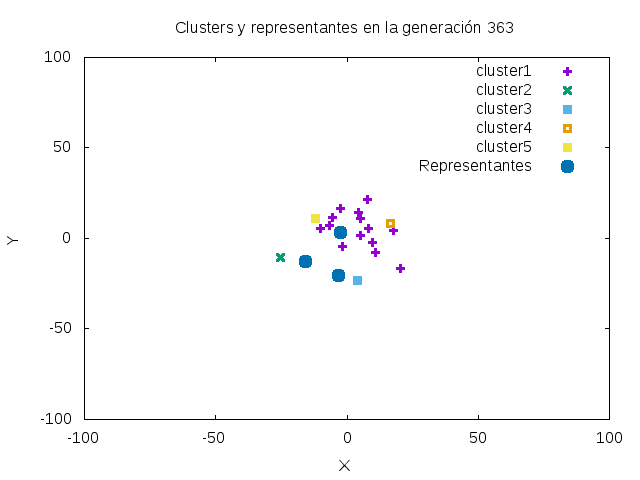 Clusters y representantes en la generación 363
100
50
0
-50
-100
-100 -50 0 50 100
Y
X
cluster1
cluster2
cluster3
cluster4
cluster5
Representantes